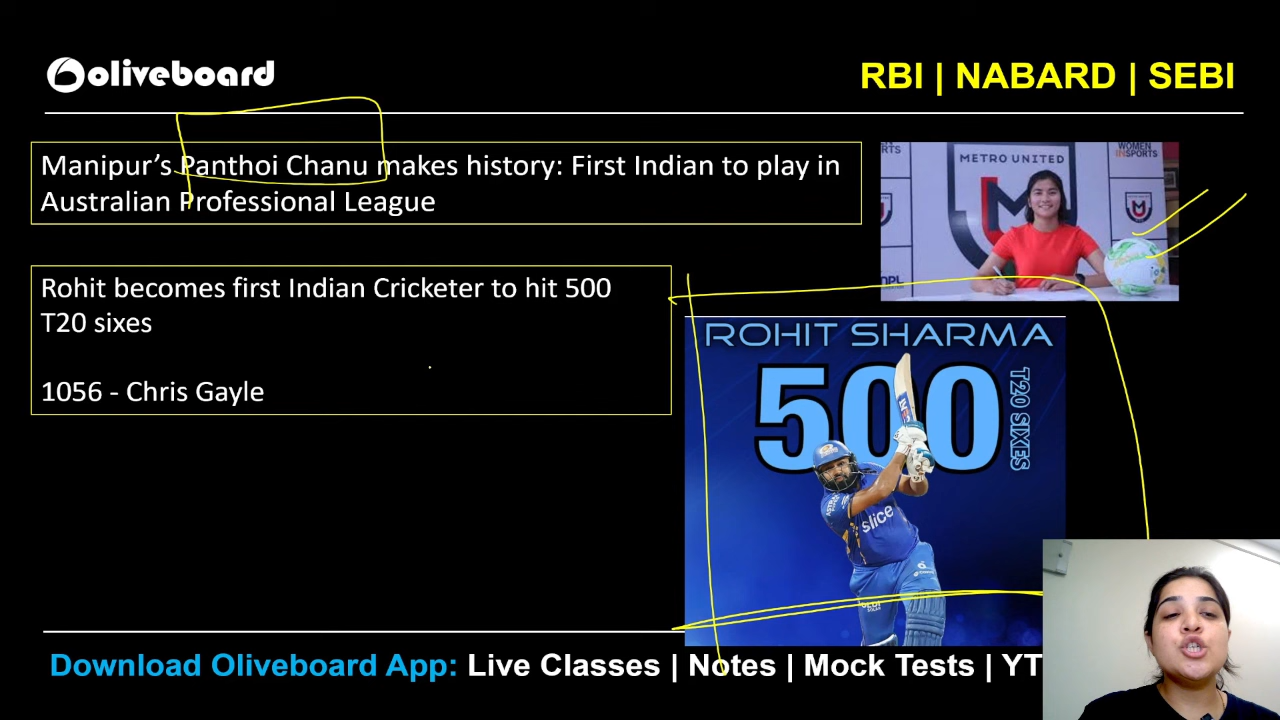 oliveboard
RBI | NABARD | SEBI
Manipur’s Panthoi Chanu makes history: First Indian to play in
Australian Professional League
METRO UNITED
WOMEN
INSPORTS
Rohit becomes first Indian Cricketer to hit 500
T20 sixes
1056 - Chris Gayle
ROHIT SHARMA
500
T20 SIXES
slice
Download Oliveboard App: Live Classes | Notes | Mock Tests | YT